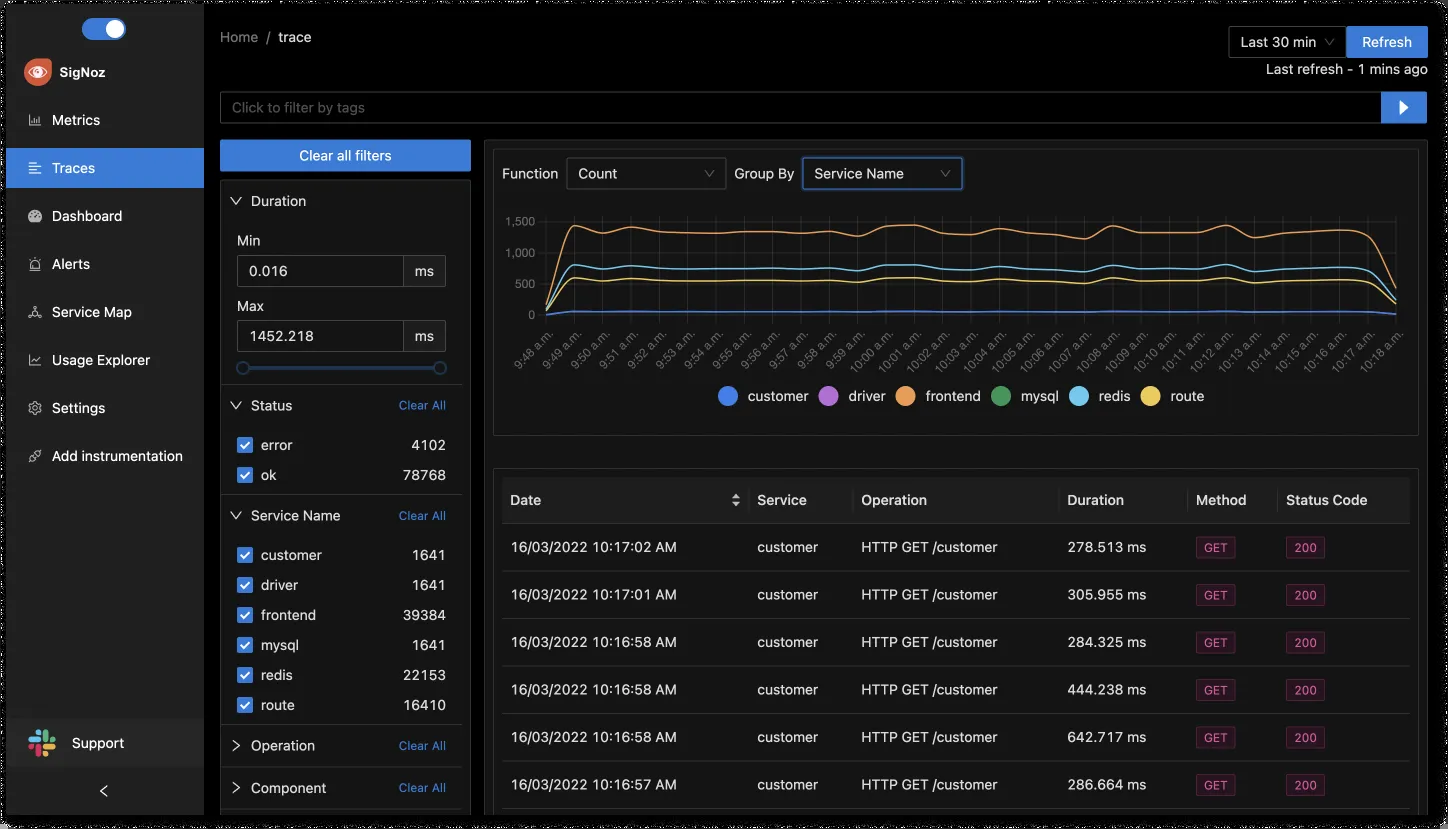 SigNoz
Metrics
Traces
Dashboard
Alerts
Service Map
Usage Explorer
Settings
Add instrumentation
Support
Home / trace
Last 30 min
Refresh
Last refresh - 1 mins ago
Click to filter by tags
Clear all filters
Duration
Min
0.016 ms
Max
1452.218 ms
Status Clear All
error 4102
ok 78768
Service Name Clear All
customer 1641
driver 1641
frontend 39384
mysql 1641
redis 22153
route 16410
Operation Clear All
Component Clear All
Function Count Group By Service Name
1,500
1,000
500
0
9:48 a.m. 9:49 a.m. 9:50 a.m. 9:51 a.m. 9:52 a.m. 9:53 a.m. 9:54 a.m. 9:55 a.m. 9:56 a.m. 9:57 a.m. 9:58 a.m. 9:59 a.m. 10:00 a.m. 10:01 a.m. 10:02 a.m. 10:03 a.m. 10:04 a.m. 10:05 a.m. 10:06 a.m. 10:07 a.m. 10:08 a.m. 10:09 a.m. 10:10 a.m. 10:11 a.m. 10:12 a.m. 10:13 a.m. 10:14 a.m. 10:15 a.m. 10:16 a.m. 10:17 a.m. 10:18 a.m.
customer driver frontend mysql redis route
Date Service Operation Duration Method Status Code
16/03/2022 10:17:02 AM customer HTTP GET /customer 278.513 ms GET 200
16/03/2022 10:17:01 AM customer HTTP GET /customer 305.955 ms GET 200
16/03/2022 10:16:58 AM customer HTTP GET /customer 284.325 ms GET 200
16/03/2022 10:16:58 AM customer HTTP GET /customer 444.238 ms GET 200
16/03/2022 10:16:58 AM customer HTTP GET /customer 642.717 ms GET 200
16/03/2022 10:16:57 AM customer HTTP GET /customer 286.664 ms GET 200